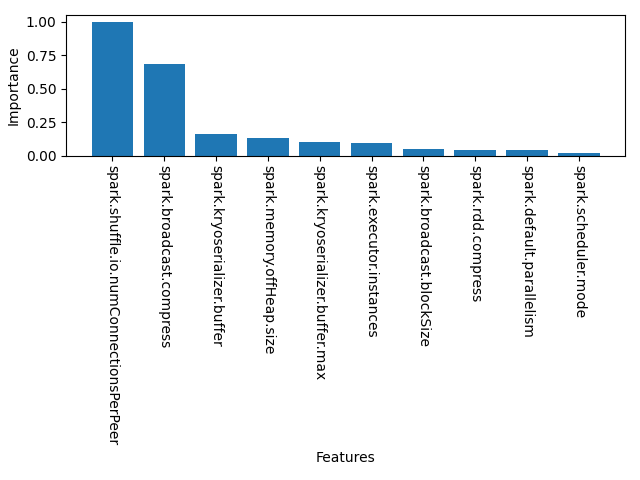 1.00
0.75
0.50
0.25
0.00
Importance
spark.shuffle.io.numConnectionsPerPeer
spark.broadcast.compress
spark.kryoserializer.buffer
spark.memory.offHeap.size
spark.kryoserializer.buffer.max
spark.executor.instances
spark.broadcast.blockSize
spark.rdd.compress
spark.default.parallelism
spark.scheduler.mode
Features